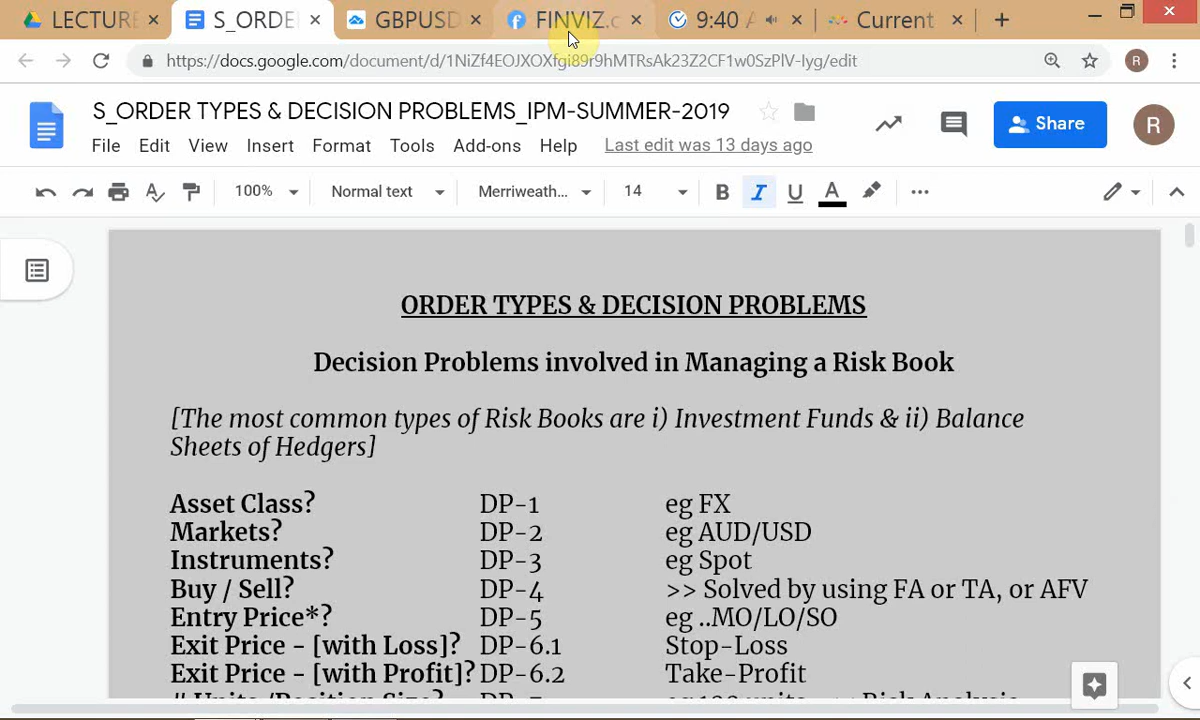 LECTURE
S_ORDE
GBPUSD
FINVIZ.c
9:40 A
Current
https://docs.google.com/document/d/1NiZf4EOJXOXfgi89r9hMTRsAk23Z2CF1w0SzPlV-Iyg/edit
R
S_ORDER TYPES & DECISION PROBLEMS_IPM-SUMMER-2019
Share
R
File Edit View Insert Format Tools Add-ons Help Last edit was 13 days ago
100% Normal text Merriweath... 14 B I U A
ORDER TYPES & DECISION PROBLEMS
Decision Problems involved in Managing a Risk Book
[The most common types of Risk Books are i) Investment Funds & ii) Balance
Sheets of Hedgers]
Asset Class? DP-1 eg FX
Markets? DP-2 eg AUD/USD
Instruments? DP-3 eg Spot
Buy / Sell? DP-4 >> Solved by using FA or TA, or AFV
Entry Price*? DP-5 eg ..MO/LO/SO
Exit Price - [with Loss]? DP-6.1 Stop-Loss
Exit Price - [with Profit]? DP-6.2 Take-Profit
# Units /Position Size?